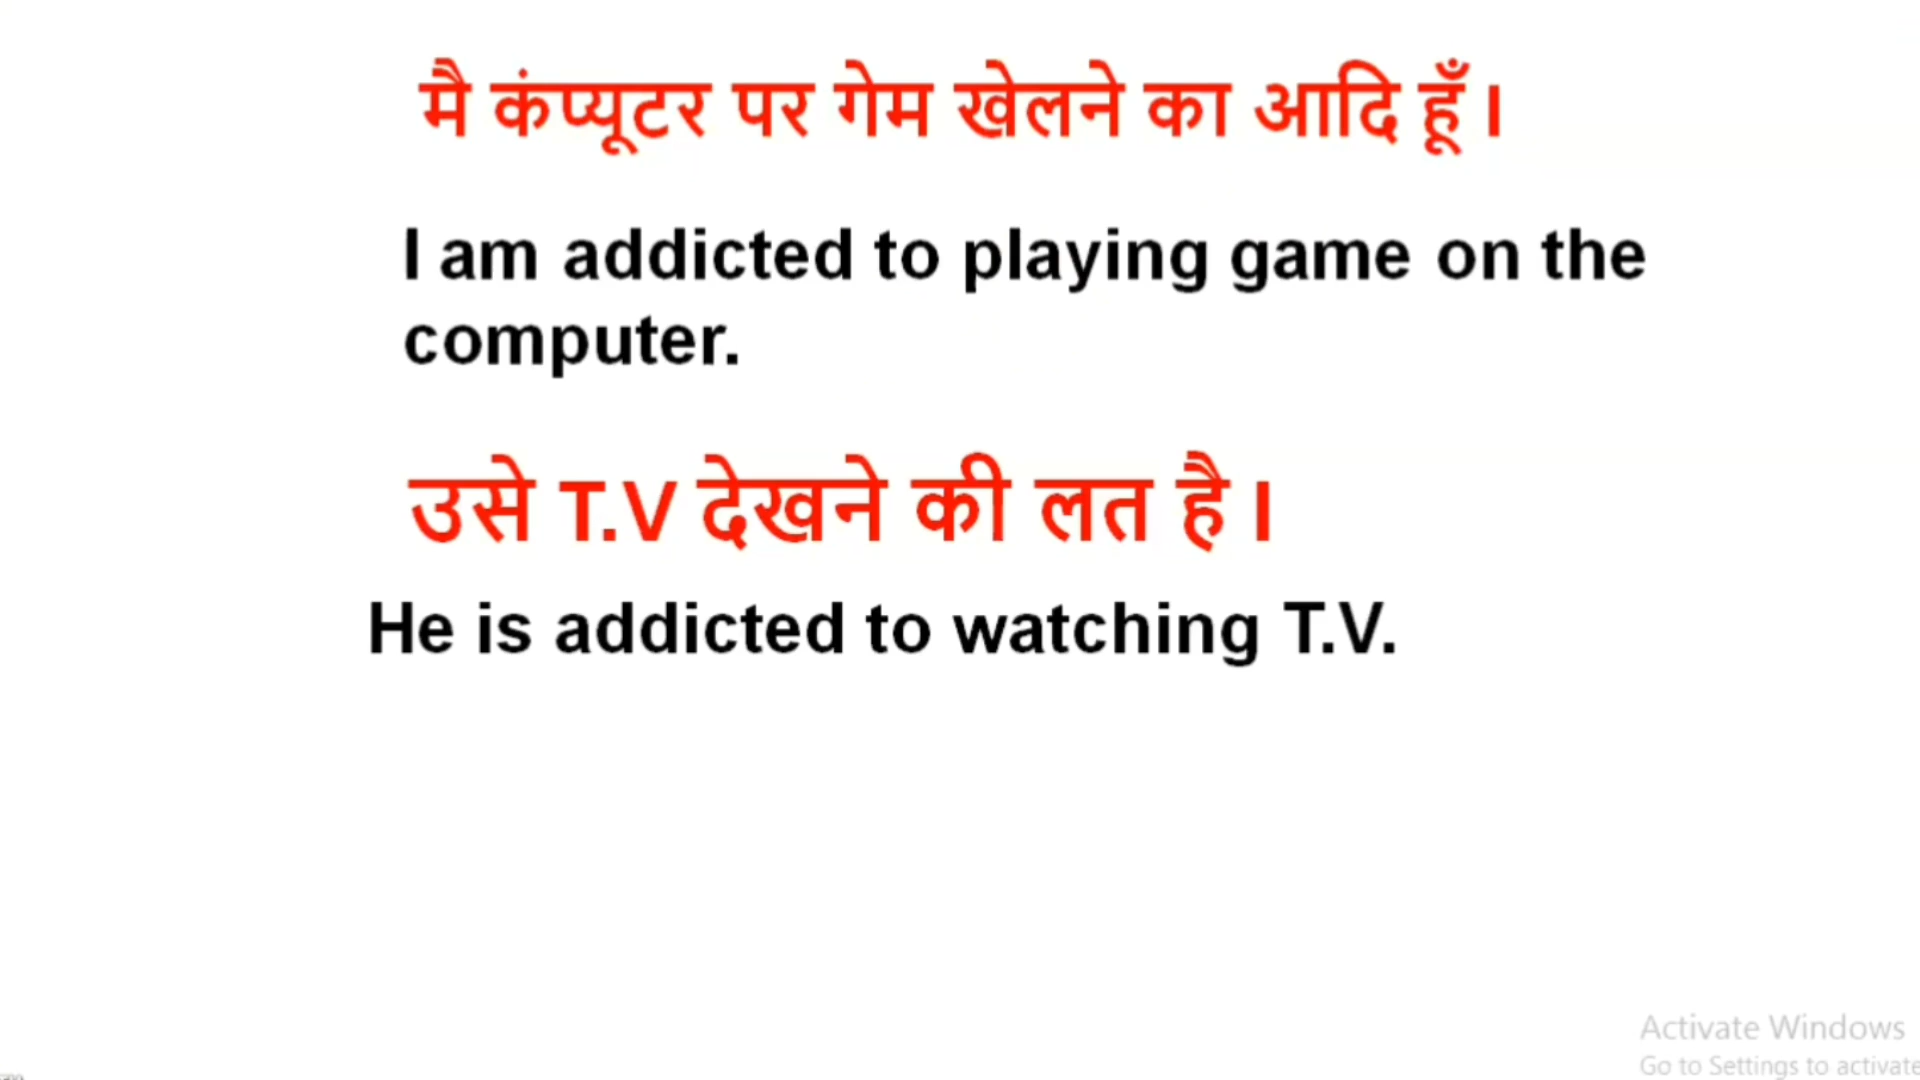 मै कंप्यूटर पर गेम खेलने का आदि हूँ ।
I am addicted to playing game on the
computer.
उसे T.V देखने की लत है ।
He is addicted to watching T.V.
Activate Windows
Go to Settings to activate